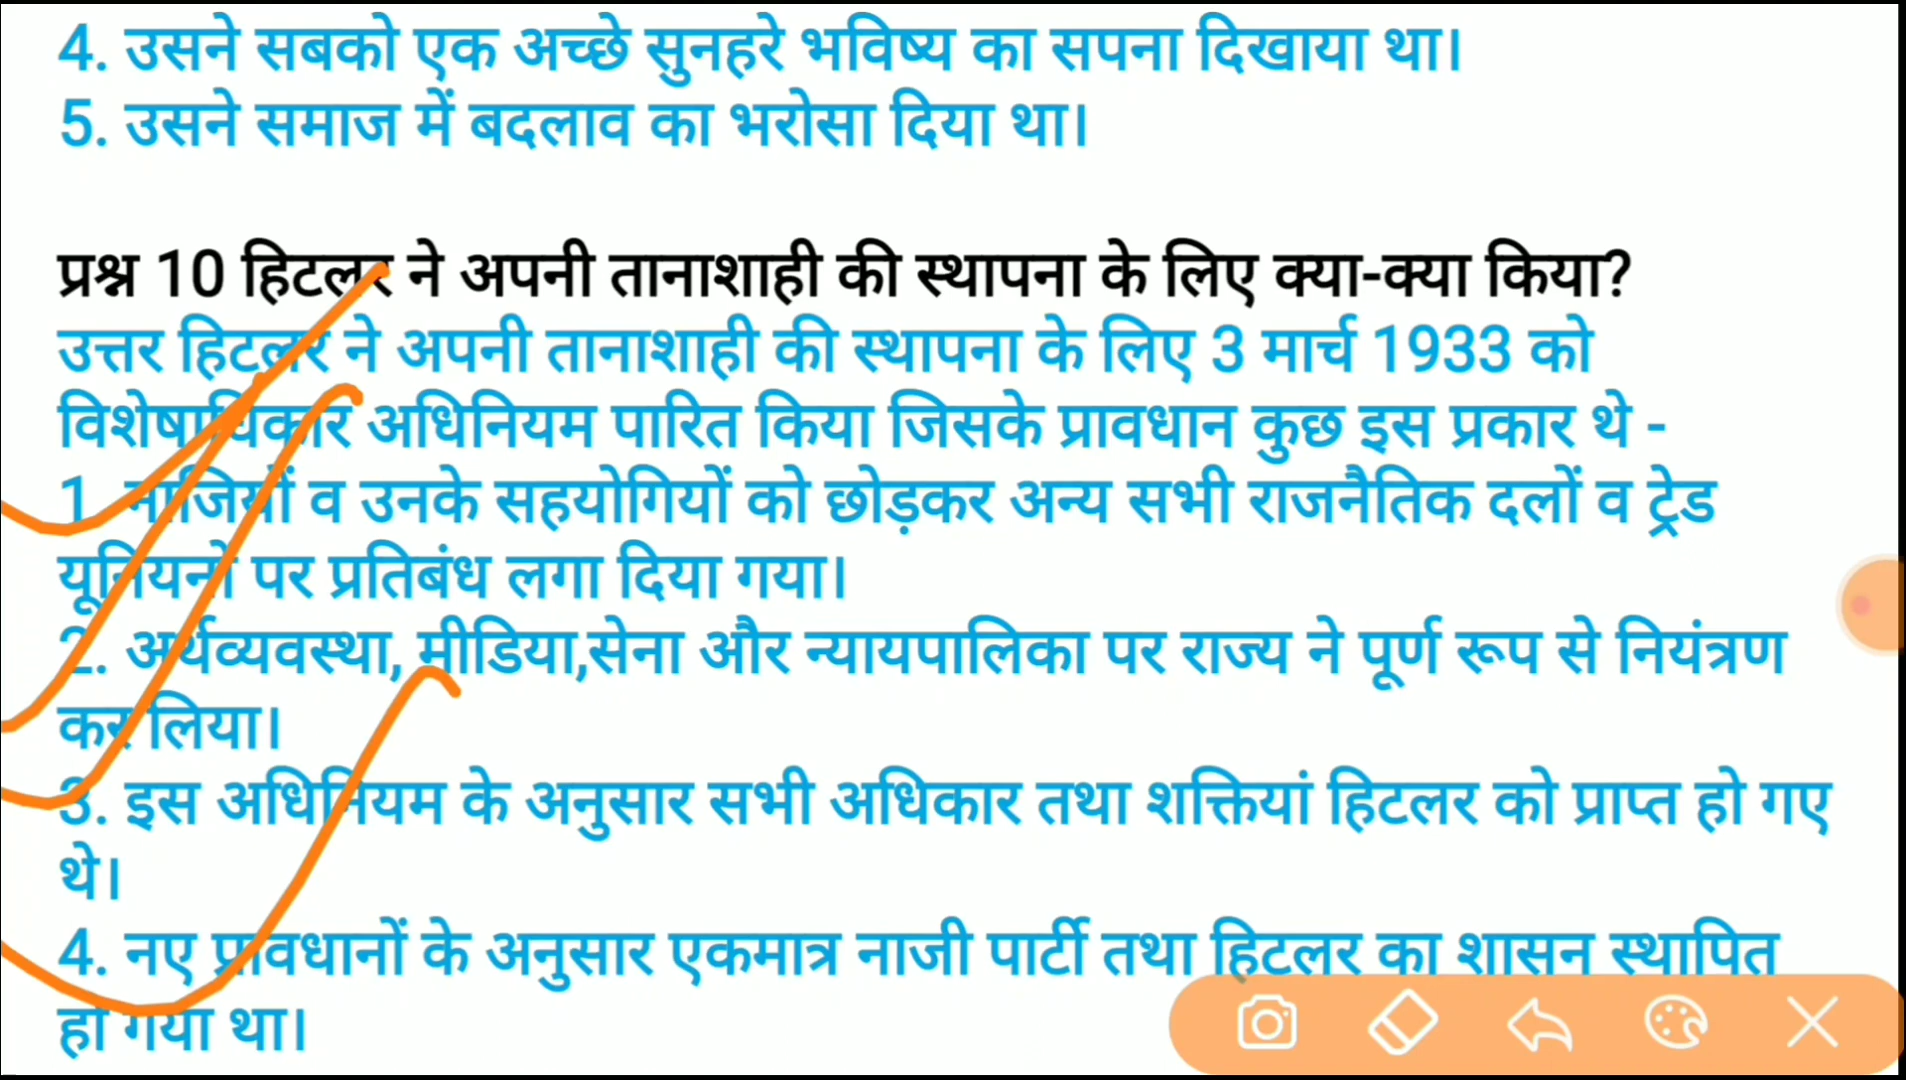 4. उसने सबको एक अच्छे सुनहरे भविष्य का सपना दिखाया था।
5. उसने समाज में बदलाव का भरोसा दिया था।
प्रश्न 10 हिटलर ने अपनी तानाशाही की स्थापना के लिए क्या-क्या किया?
उत्तर हिटलर ने अपनी तानाशाही की स्थापना के लिए 3 मार्च 1933 को
विशेषाधिकार अधिनियम पारित किया जिसके प्रावधान कुछ इस प्रकार थे -
1. नाजियों व उनके सहयोगियों को छोड़कर अन्य सभी राजनैतिक दलों व ट्रेड
यूनियनों पर प्रतिबंध लगा दिया गया।
2. अर्थव्यवस्था, मीडिया,सेना और न्यायपालिका पर राज्य ने पूर्ण रूप से नियंत्रण
कर लिया।
3. इस अधिनियम के अनुसार सभी अधिकार तथा शक्तियां हिटलर को प्राप्त हो गए
थे।
4. नए प्रावधानों के अनुसार एकमात्र नाजी पार्टी तथा हिटलर का शासन स्थापित
हो गया था।